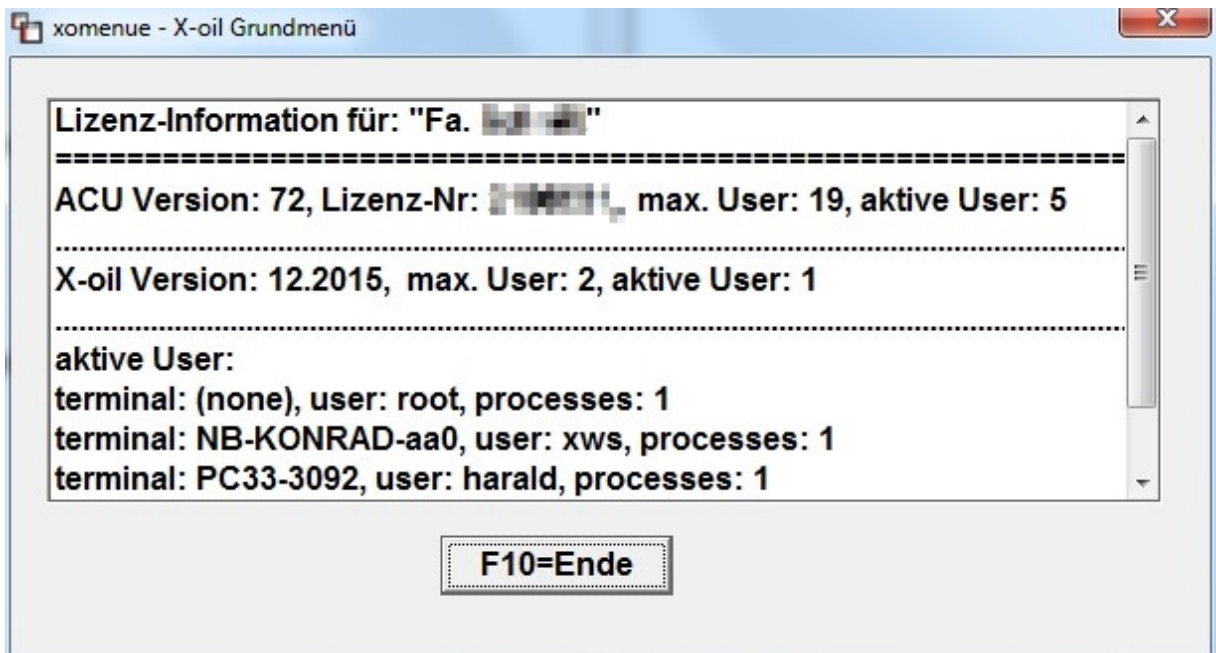 xomenue - X-oil Grundmenü
Lizenz-Information für: "Fa. "
============================================================
ACU Version: 72, Lizenz-Nr: , max. User: 19, aktive User: 5
X-oil Version: 12.2015, max. User: 2, aktive User: 1
aktive User:
terminal: (none), user: root, processes: 1
terminal: NB-KONRAD-aa0, user: xws, processes: 1
terminal: PC33-3092, user: harald, processes: 1
F10=Ende